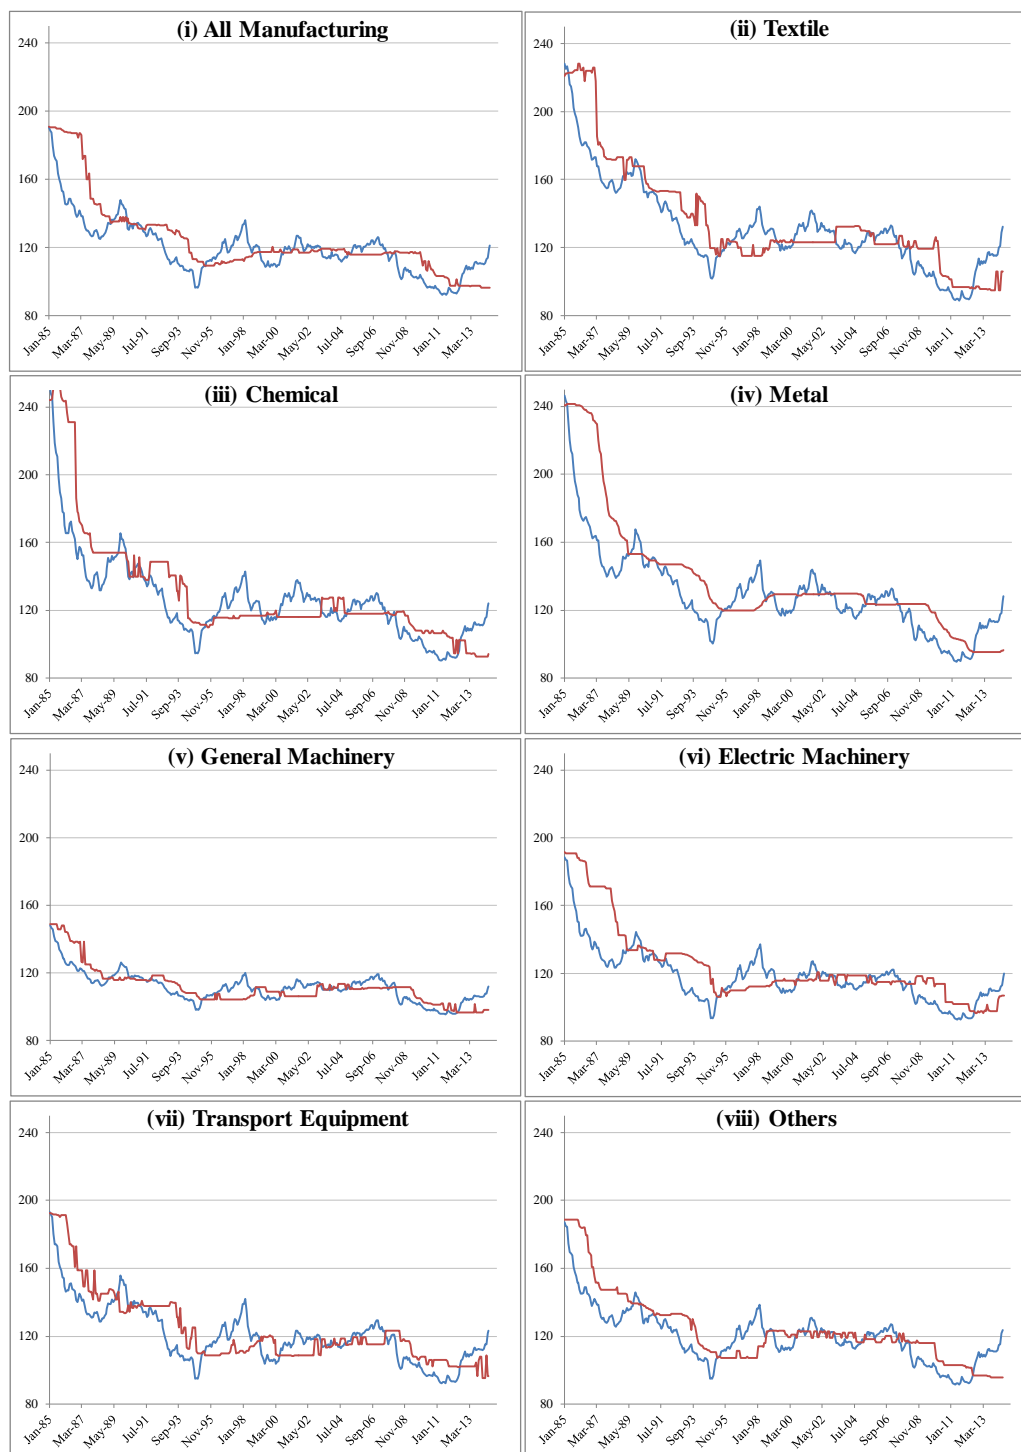 (i) All Manufacturing
240
200
160
120
80
Jan-85 Mar-87 May-89 Jul-91 Sep-93 Nov-95 Jan-98 Mar-00 May-02 Jul-04 Sep-06 Nov-08 Jan-11 Mar-13
(ii) Textile
240
200
160
120
80
Jan-85 Mar-87 May-89 Jul-91 Sep-93 Nov-95 Jan-98 Mar-00 May-02 Jul-04 Sep-06 Nov-08 Jan-11 Mar-13
(iii) Chemical
240
200
160
120
80
Jan-85 Mar-87 May-89 Jul-91 Sep-93 Nov-95 Jan-98 Mar-00 May-02 Jul-04 Sep-06 Nov-08 Jan-11 Mar-13
(iv) Metal
240
200
160
120
80
Jan-85 Mar-87 May-89 Jul-91 Sep-93 Nov-95 Jan-98 Mar-00 May-02 Jul-04 Sep-06 Nov-08 Jan-11 Mar-13
(v) General Machinery
240
200
160
120
80
Jan-85 Mar-87 May-89 Jul-91 Sep-93 Nov-95 Jan-98 Mar-00 May-02 Jul-04 Sep-06 Nov-08 Jan-11 Mar-13
(vi) Electric Machinery
240
200
160
120
80
Jan-85 Mar-87 May-89 Jul-91 Sep-93 Nov-95 Jan-98 Mar-00 May-02 Jul-04 Sep-06 Nov-08 Jan-11 Mar-13
(vii) Transport Equipment
240
200
160
120
80
Jan-85 Mar-87 May-89 Jul-91 Sep-93 Nov-95 Jan-98 Mar-00 May-02 Jul-04 Sep-06 Nov-08 Jan-11 Mar-13
(viii) Others
240
200
160
120
80
Jan-85 Mar-87 May-89 Jul-91 Sep-93 Nov-95 Jan-98 Mar-00 May-02 Jul-04 Sep-06 Nov-08 Jan-11 Mar-13